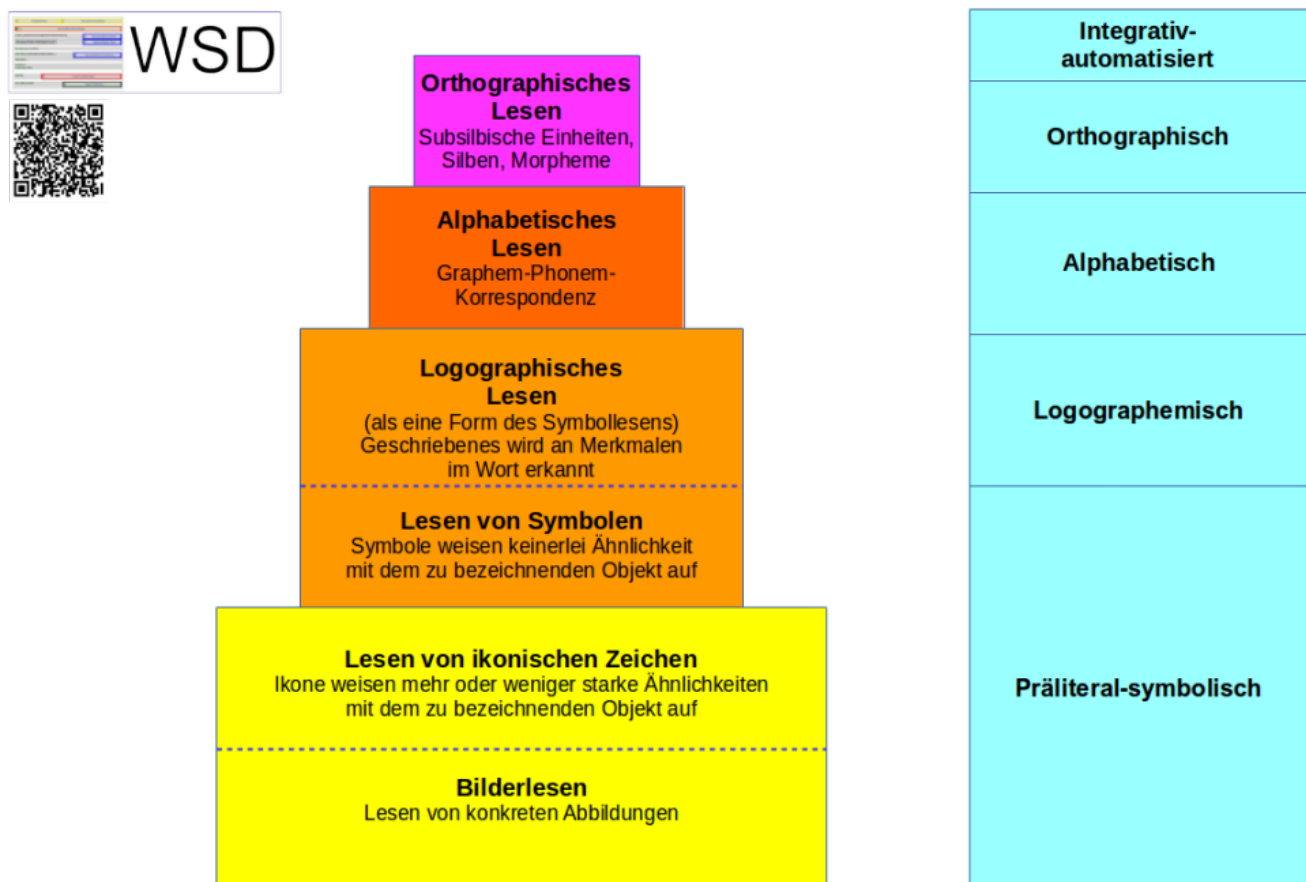 WSD
Orthographisches
Lesen
Subsilbische Einheiten,
Silben, Morpheme
Alphabetisches
Lesen
Graphem-Phonem-
Korrespondenz
Logographisches
Lesen
(als eine Form des Symbollesens)
Geschriebenes wird an Merkmalen
im Wort erkannt
Lesen von Symbolen
Symbole weisen keinerlei Ähnlichkeit
mit dem zu bezeichnenden Objekt auf
Lesen von ikonischen Zeichen
Ikone weisen mehr oder weniger starke Ähnlichkeiten
mit dem zu bezeichnenden Objekt auf
Bilderlesen
Lesen von konkreten Abbildungen
Integrativ-
automatisiert
Orthographisch
Alphabetisch
Logographemisch
Präliteral-symbolisch